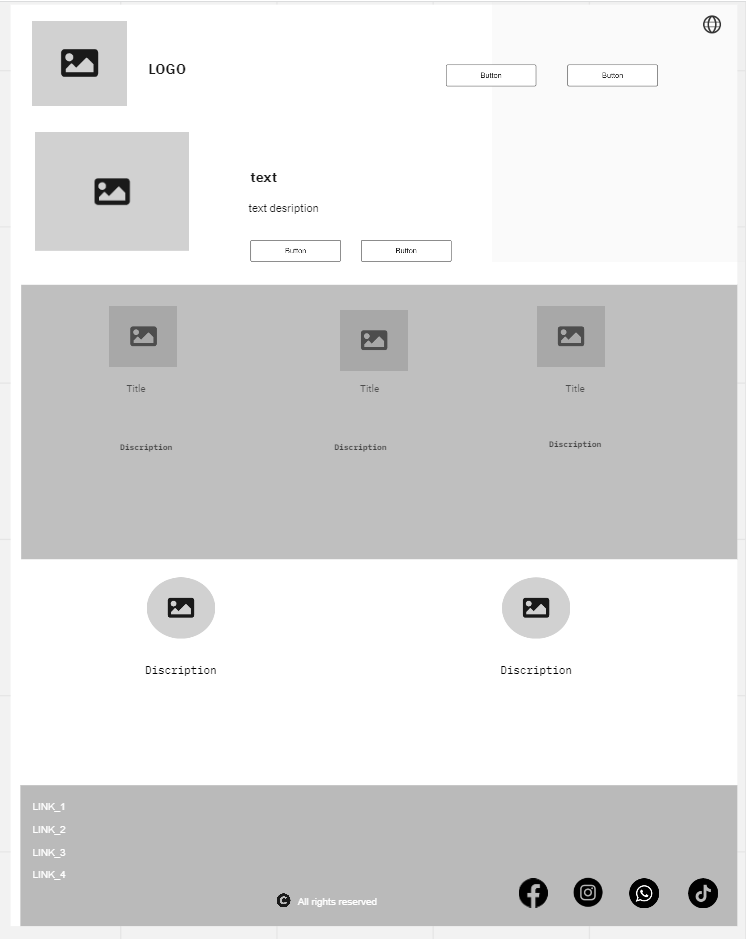 LOGO
Button
Button
text
text desription
Button
Button
Title
Title
Title
Discription
Discription
Discription
Discription
Discription
LINK_1
LINK_2
LINK_3
LINK_4
All rights reserved